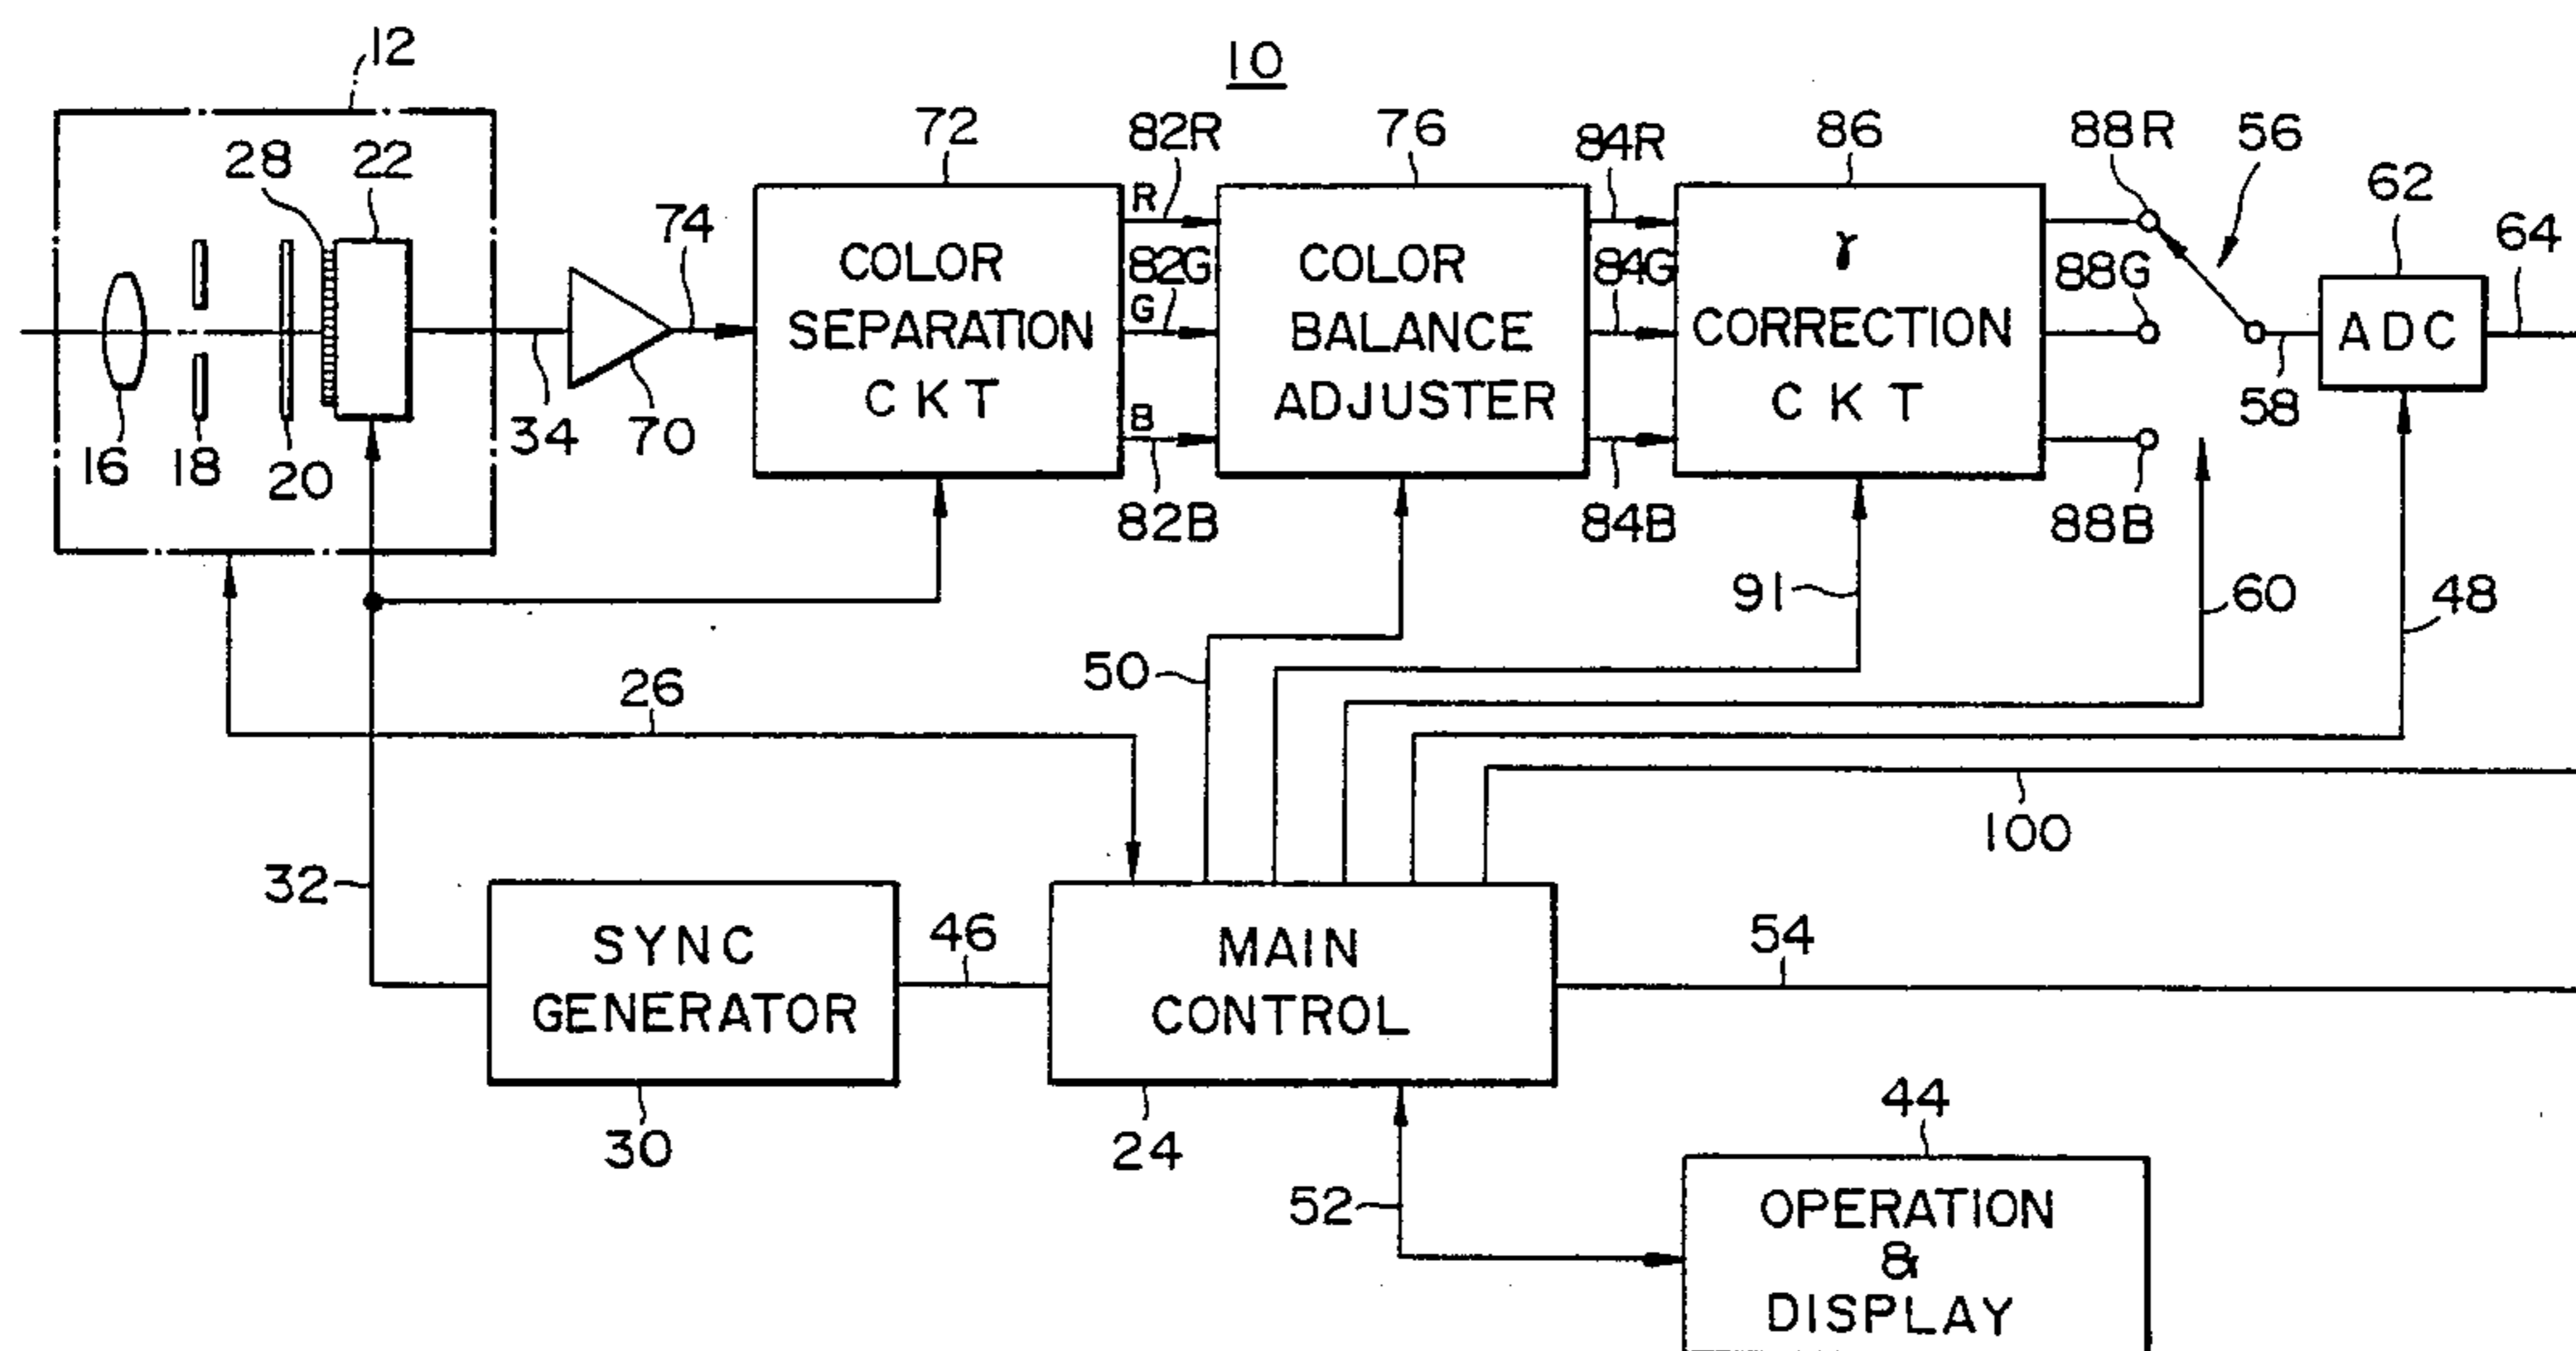 10
12
28
22
16
18
20
34
70
74
72
COLOR
SEPARATION
CKT
R
82R
82G
G
B
82B
76
COLOR
BALANCE
ADJUSTER
84R
84G
84B
86
γ
CORRECTION
CKT
88R
88G
88B
56
58
62
ADC
64
91
60
48
50
26
100
32
SYNC
GENERATOR
30
46
MAIN
CONTROL
24
54
52
44
OPERATION
&
DISPLAY